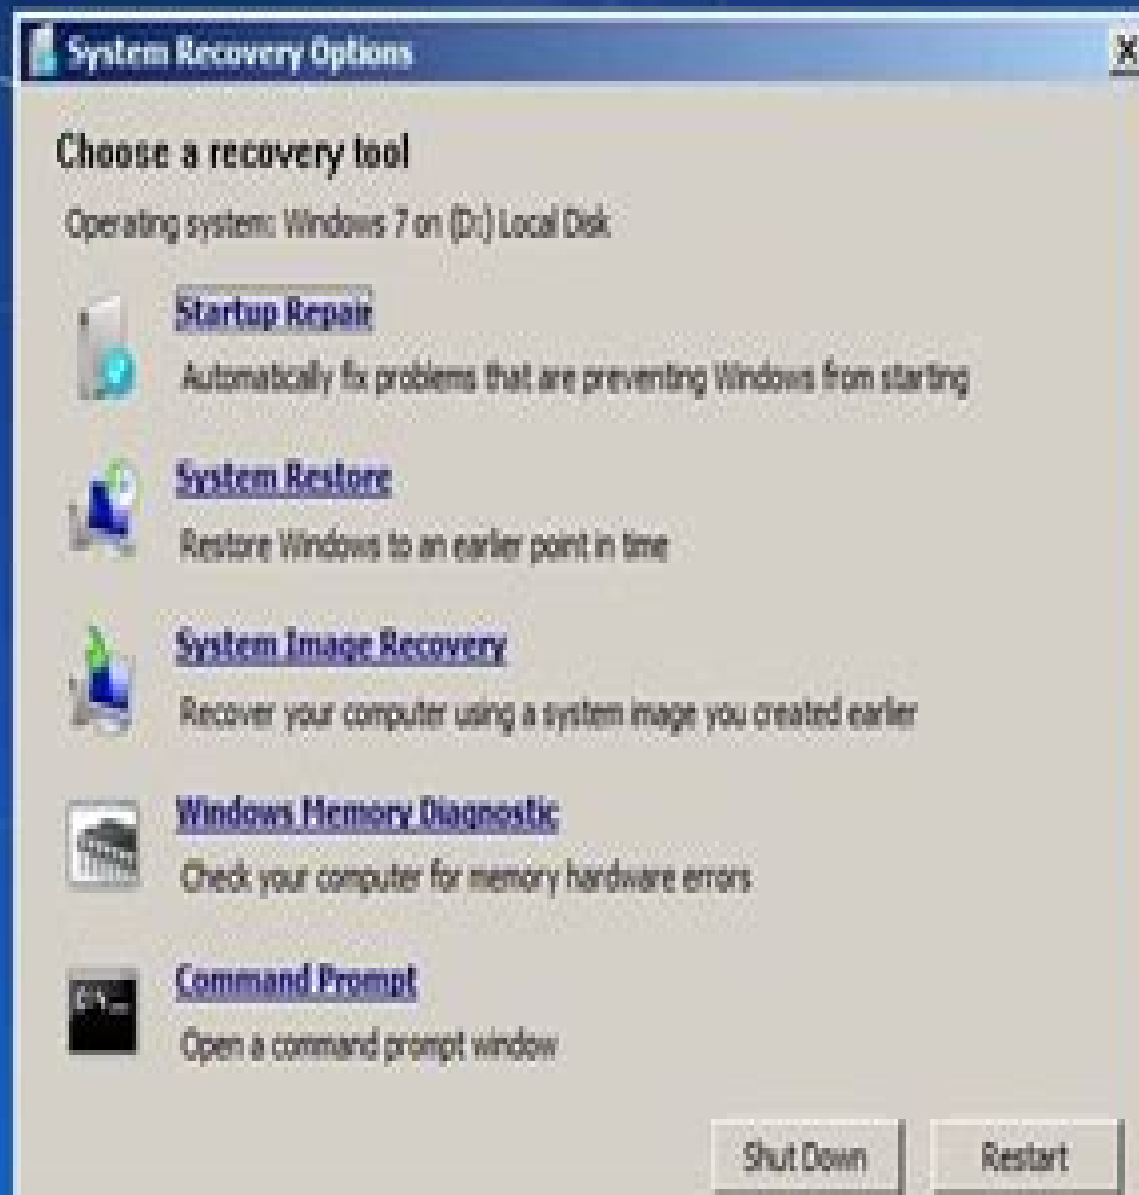 System Recovery Options
Choose a recovery tool
Operating system: Windows 7 on (D:) Local Disk
Startup Repair
Automatically fix problems that are preventing Windows from starting
System Restore
Restore Windows to an earlier point in time
System Image Recovery
Recover your computer using a system image you created earlier
Windows Memory Diagnostic
Check your computer for memory hardware errors
Command Prompt
Open a command prompt window
Shut Down
Restart